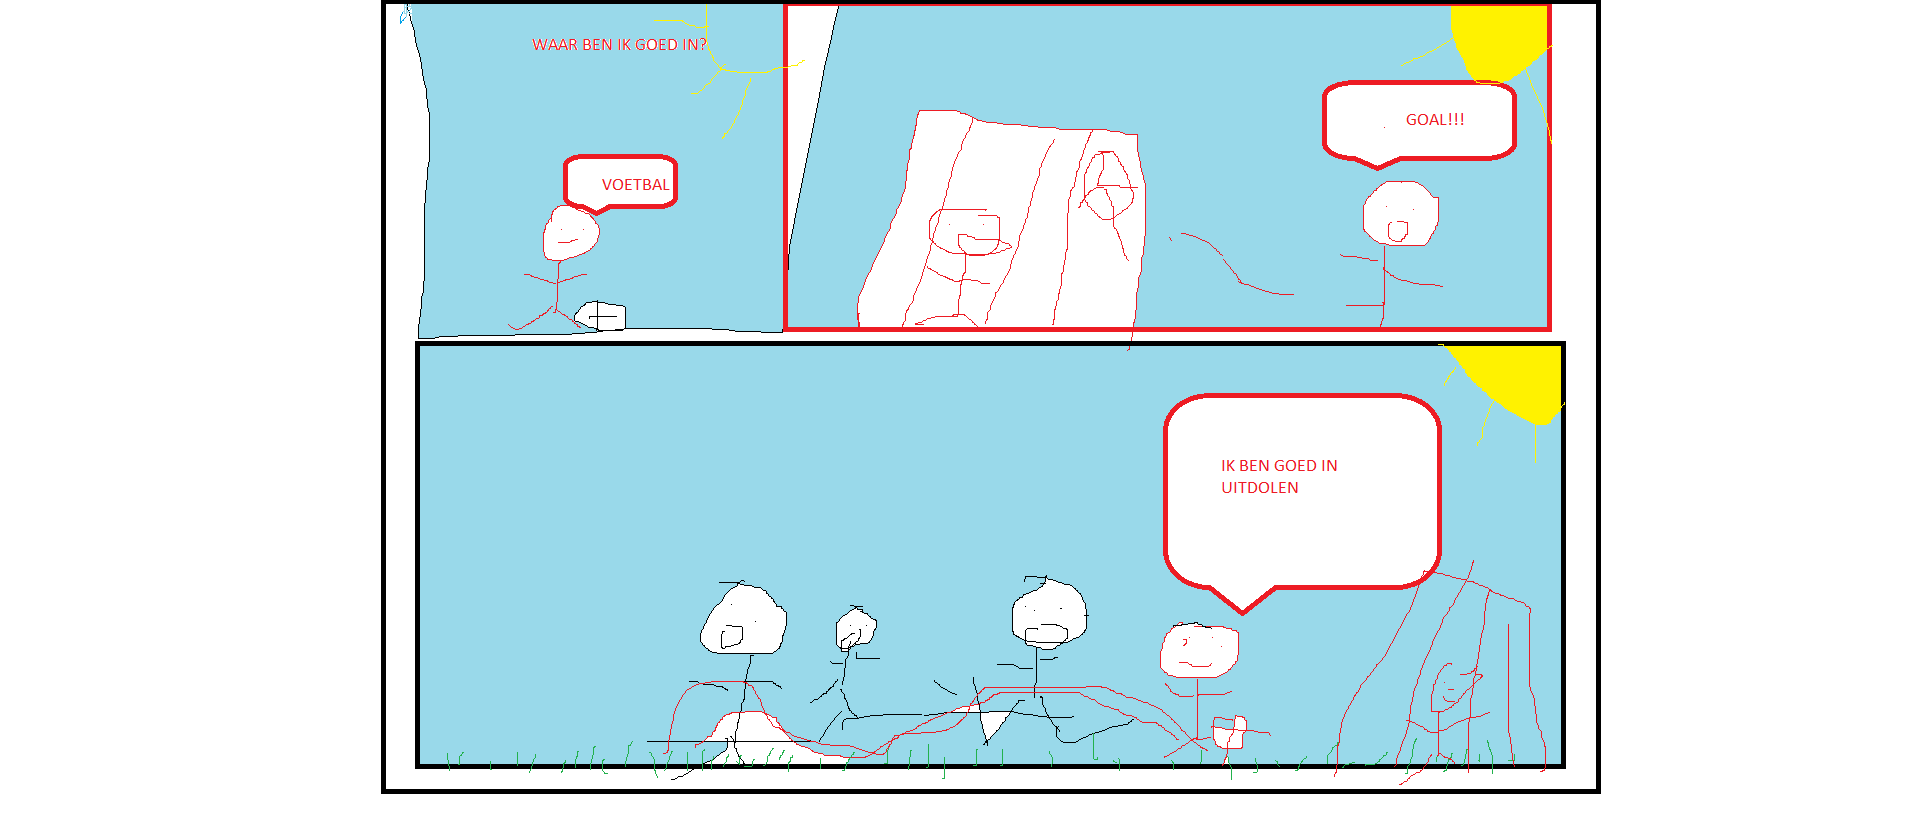 WAAR BEN IK GOED IN?
VOETBAL
GOAL!!!
IK BEN GOED IN
UITDOLEN